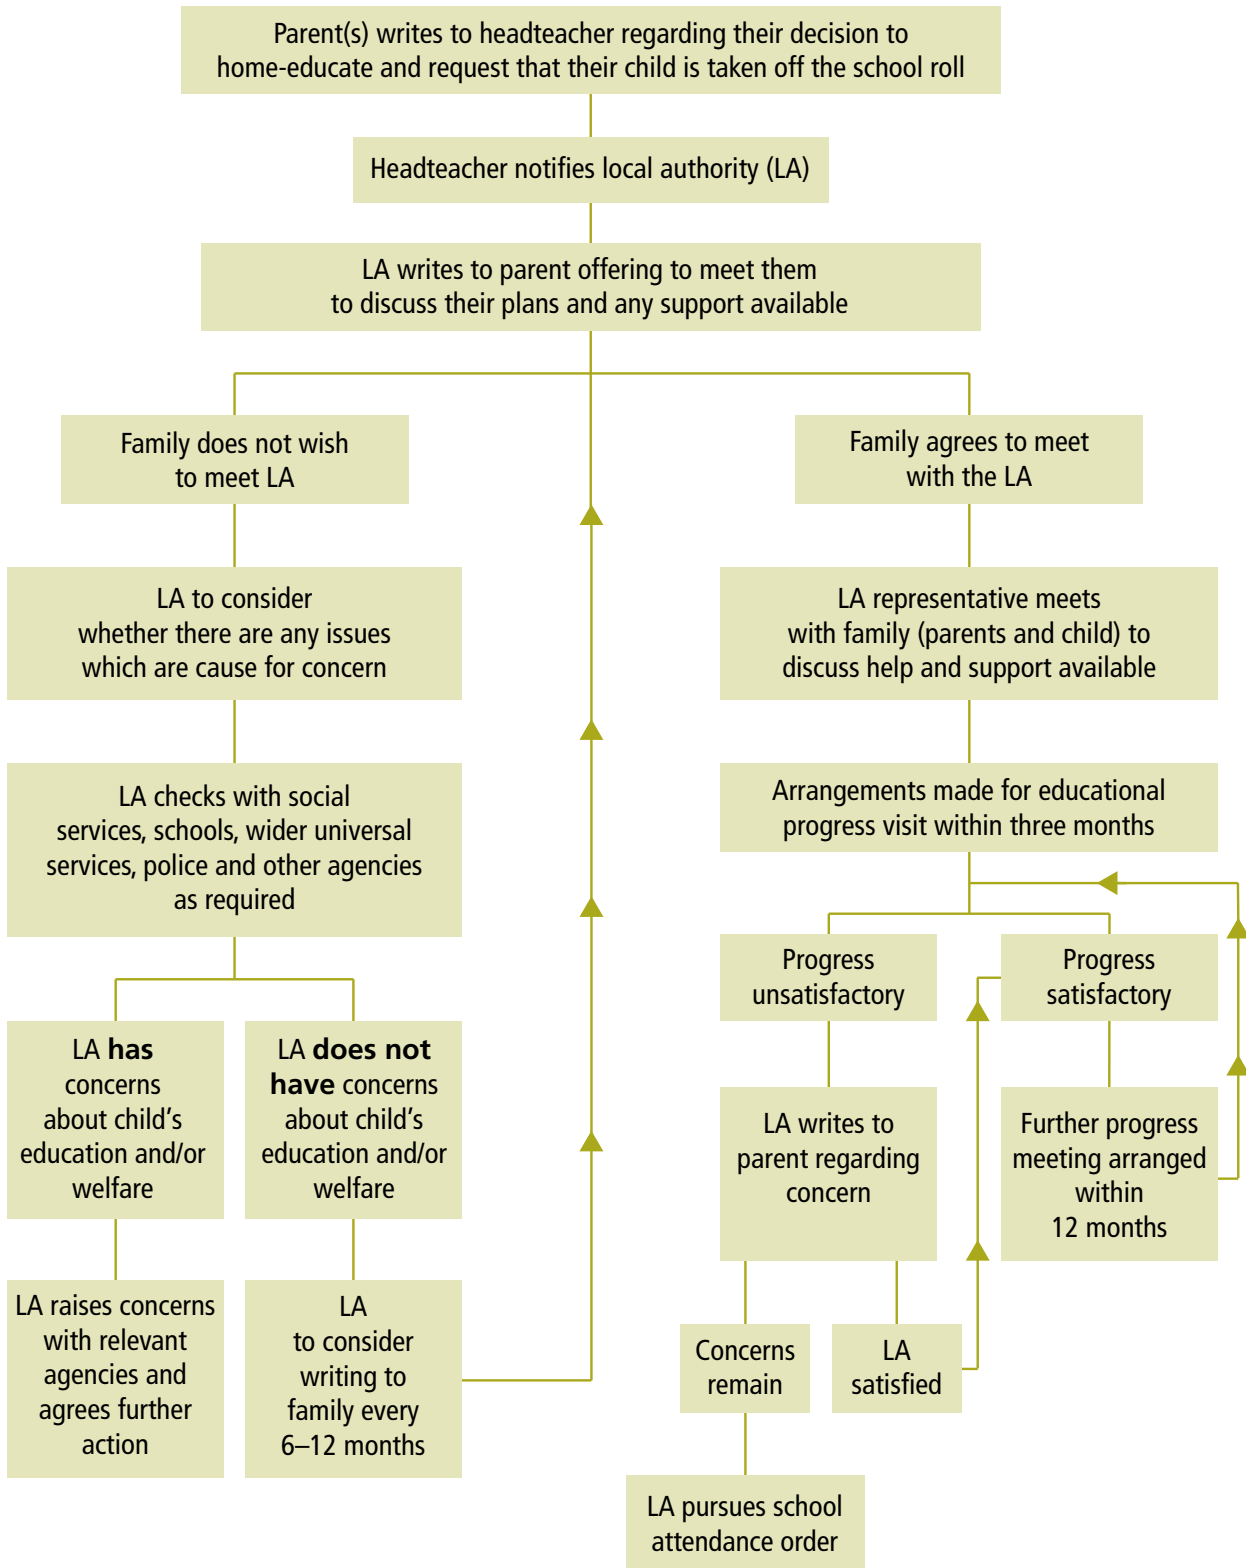 Parent(s) writes to headteacher regarding their decision to
home-educate and request that their child is taken off the school roll
Headteacher notifies local authority (LA)
LA writes to parent offering to meet them
to discuss their plans and any support available
Family does not wish
to meet LA
LA to consider
whether there are any issues
which are cause for concern
LA checks with social
services, schools, wider universal
services, police and other agencies
as required
LA has
concerns
about child's
education and/or
welfare
LA does not
have concerns
about child's
education and/or
welfare
LA raises concerns
with relevant
agencies and
agrees further
action
LA
to consider
writing to
family every
6–12 months
Family agrees to meet
with the LA
LA representative meets
with family (parents and child) to
discuss help and support available
Arrangements made for educational
progress visit within three months
Progress
unsatisfactory
Progress
satisfactory
LA writes to
parent regarding
concern
Further progress
meeting arranged
within
12 months
Concerns
remain
LA
satisfied
LA pursues school
attendance order